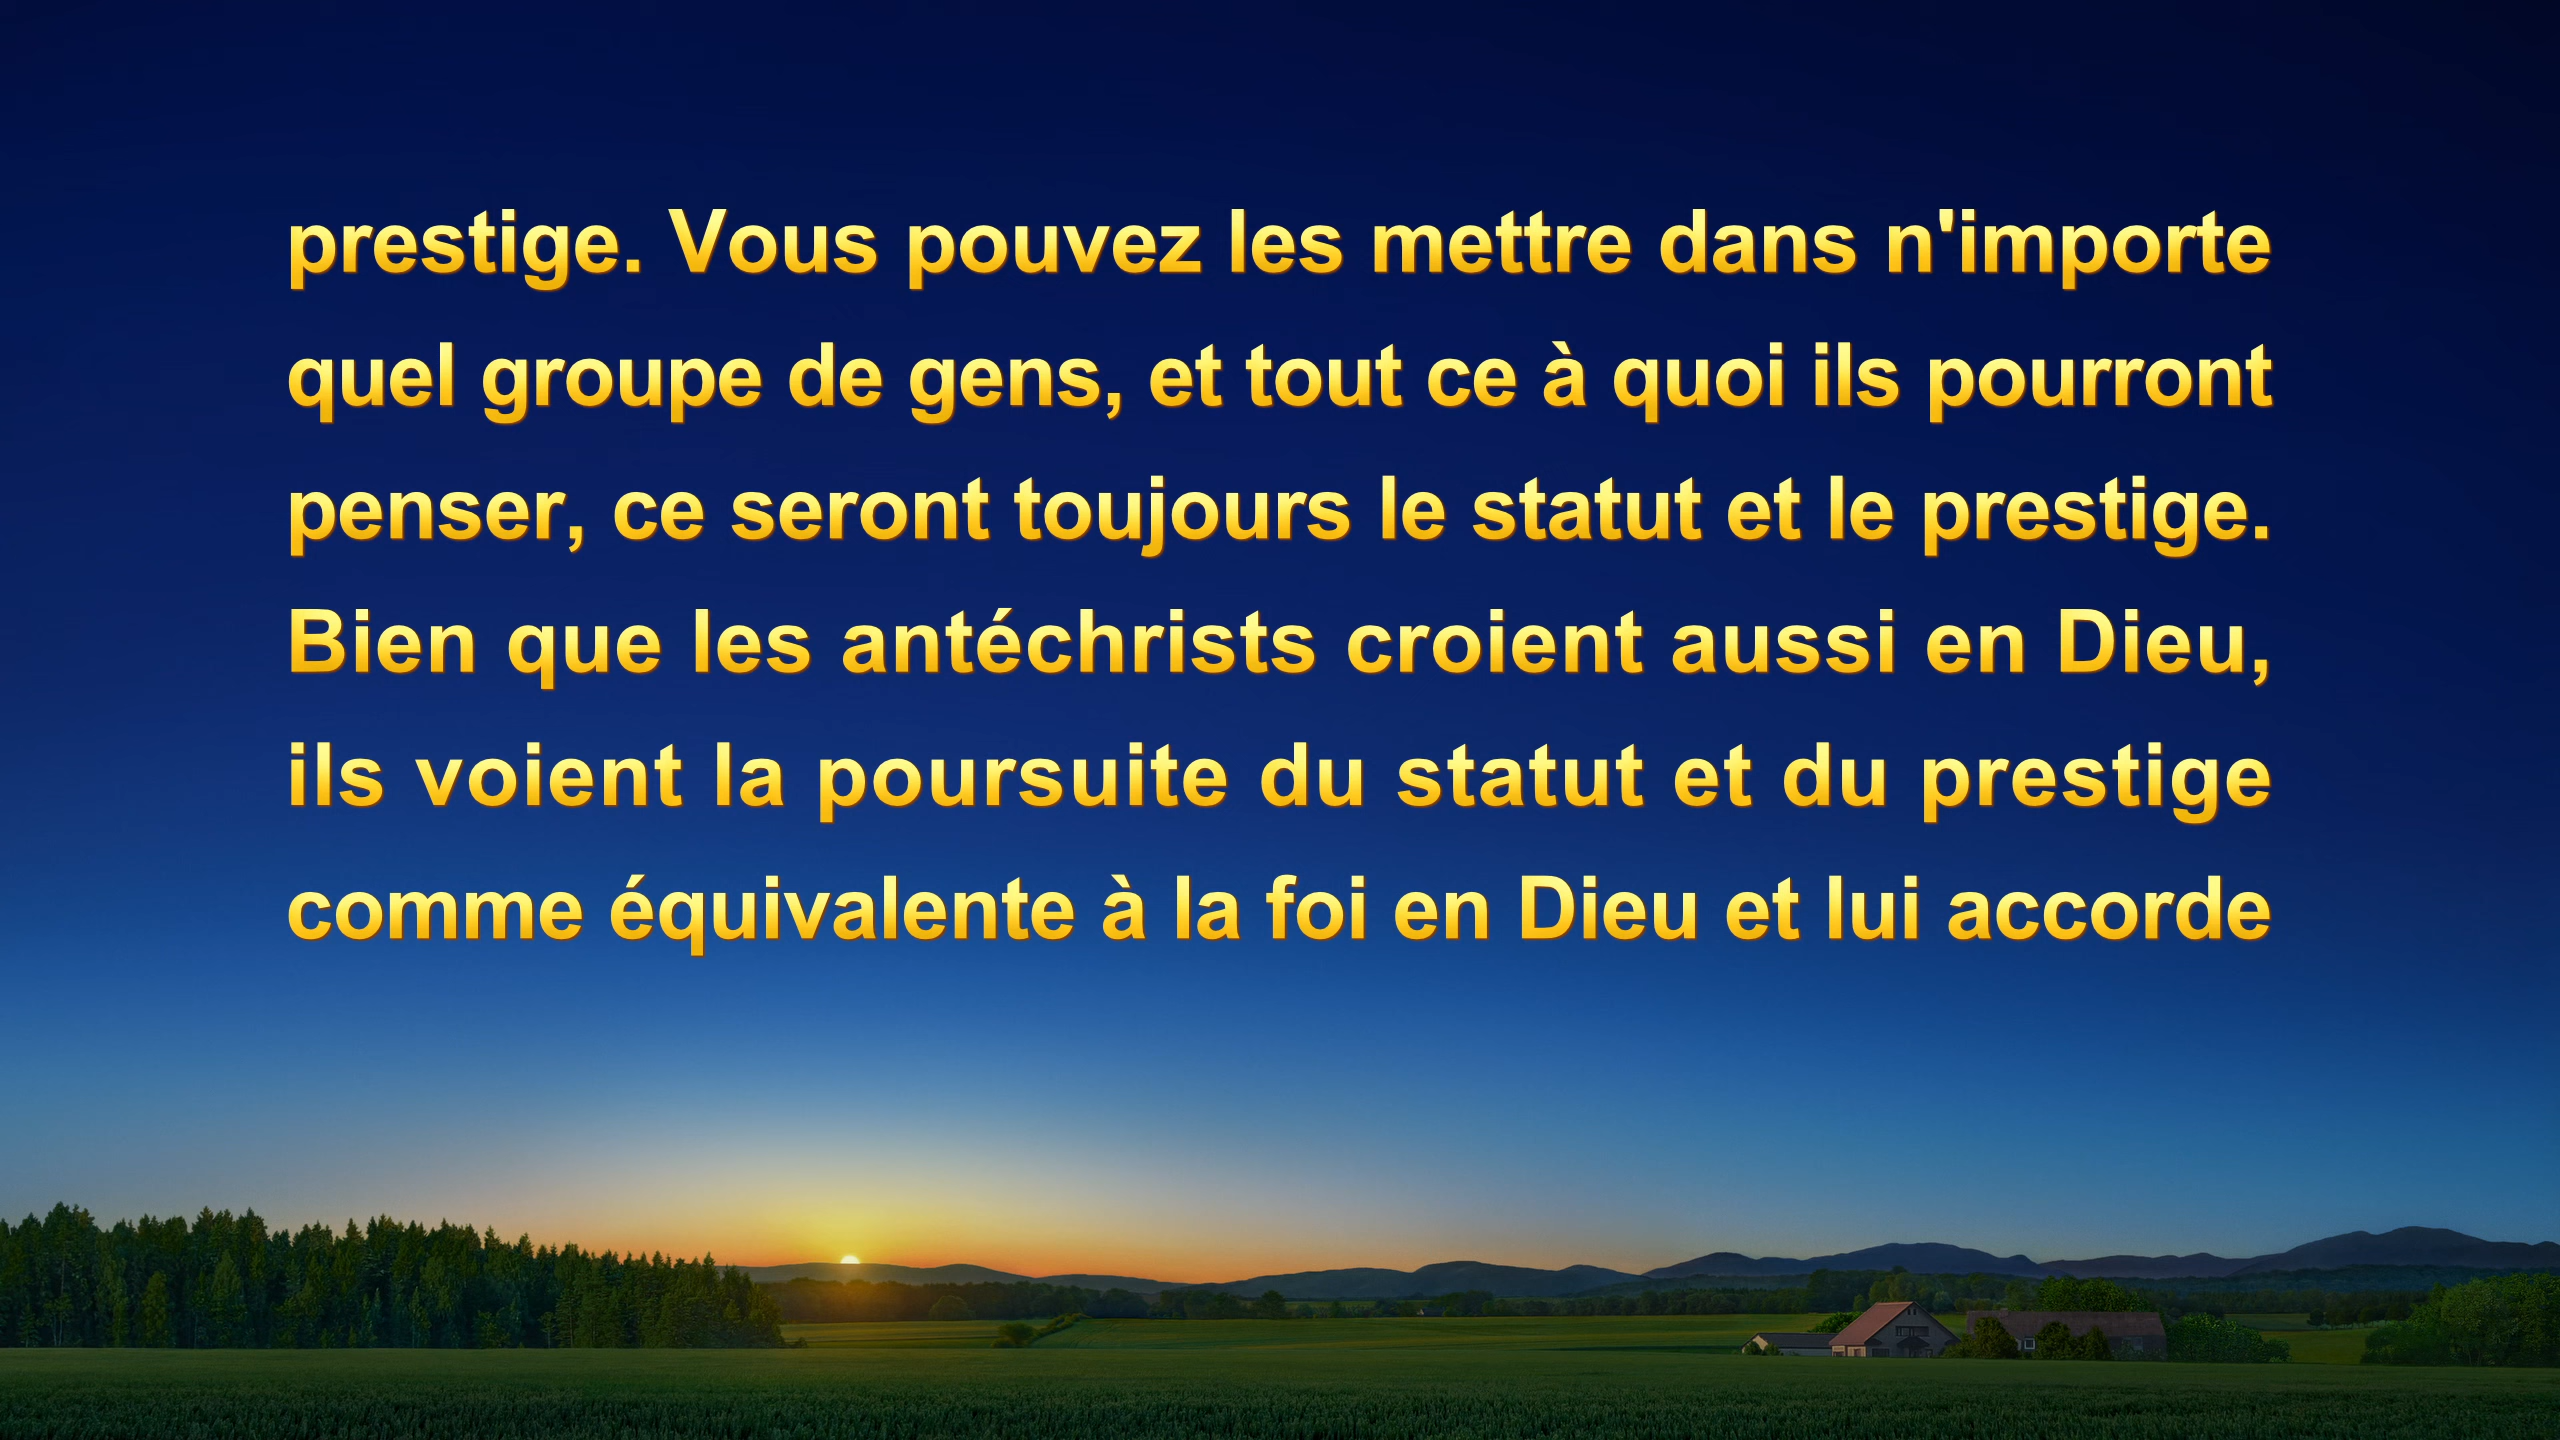 prestige. Vous pouvez les mettre dans n'importe
quel groupe de gens, et tout ce à quoi ils pourront
penser, ce seront toujours le statut et le prestige.
Bien que les antéchrists croient aussi en Dieu,
ils voient la poursuite du statut et du prestige
comme équivalente à la foi en Dieu et lui accorde